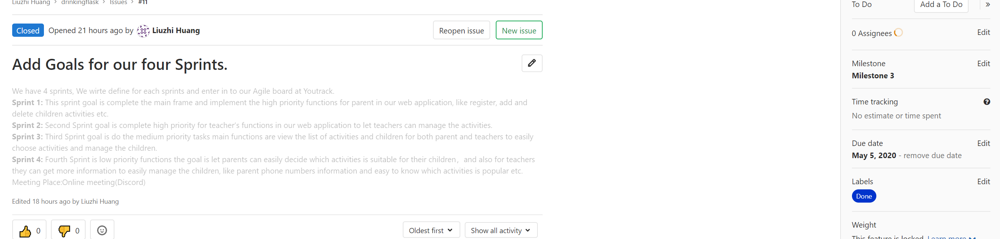 Liuzhi Huang > drinkingflask > Issues > #11
To Do Add a To Do »
Closed Opened 21 hours ago by Liuzhi Huang Reopen issue New issue
0 Assignees Edit
Add Goals for our four Sprints.
Milestone Edit
Milestone 3
We have 4 sprints, We wirte define for each sprints and enter in to our Agile board at Youtrack.
Sprint 1: This sprint goal is complete the main frame and implement the high priority functions for parent in our web application, like register, add and
delete children activities etc.
Sprint 2: Second Sprint goal is complete high priority for teacher’s functions in our web application to let teachers can manage the activities.
Sprint 3: Third Sprint goal is do the medium priority tasks main functions are view the list of activities and children for both parent and teachers to easily
choose activities and manage the children.
Sprint 4: Fourth Sprint is low priority functions the goal is let parents can easily decide which activities is suitable for their children，and also for teachers
they can get more information to easily manage the children, like parent phone numbers information and easy to know which activities is popular etc.
Meeting Place:Online meeting(Discord)
Edited 18 hours ago by Liuzhi Huang
Time tracking
No estimate or time spent
Due date Edit
May 5, 2020 - remove due date
Labels Edit
Done
0 0 Oldest first Show all activity
Weight
This feature is locked. Learn more